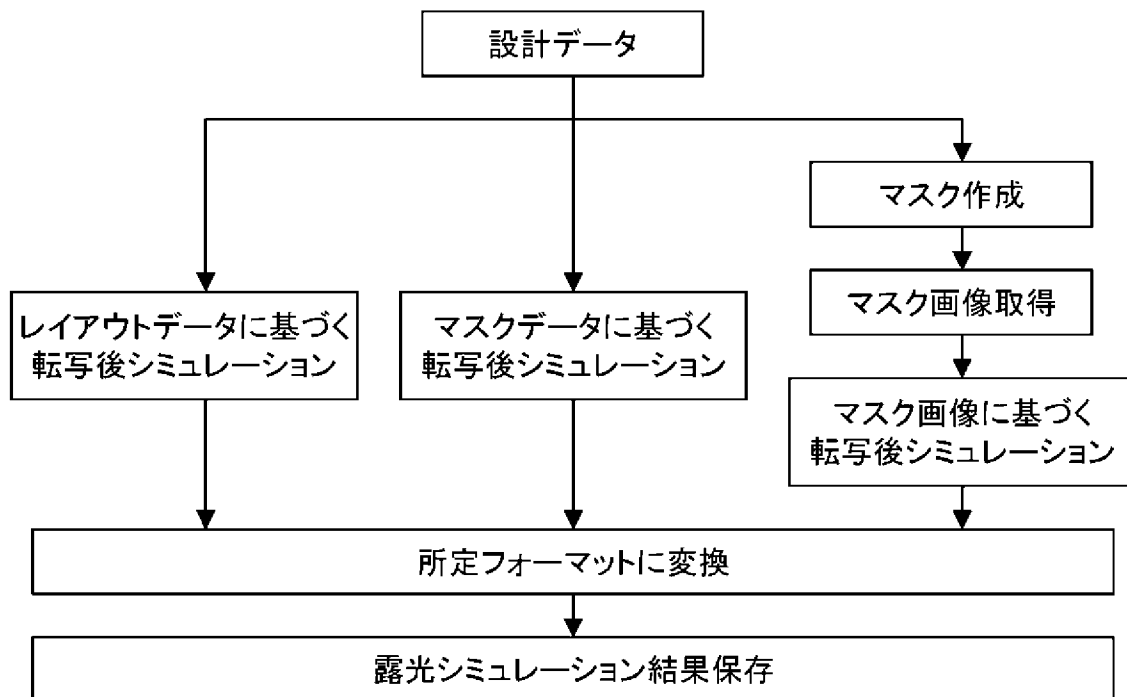 設計データ
マスク作成
マスク画像取得
レイアウトデータに基づく
転写後シミュレーション
マスクデータに基づく
転写後シミュレーション
マスク画像に基づく
転写後シミュレーション
所定フォーマットに変換
露光シミュレーション結果保存